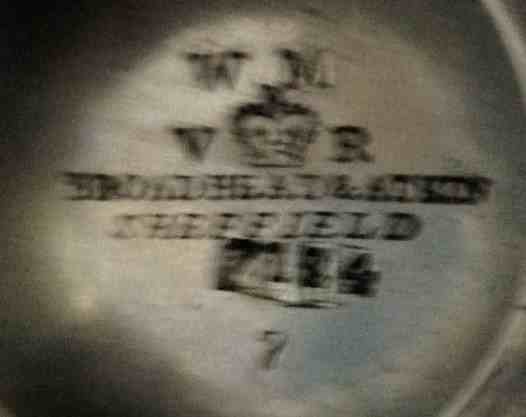 W M
V R
BROADHEAD & ATKIN
SHEFFIELD
7